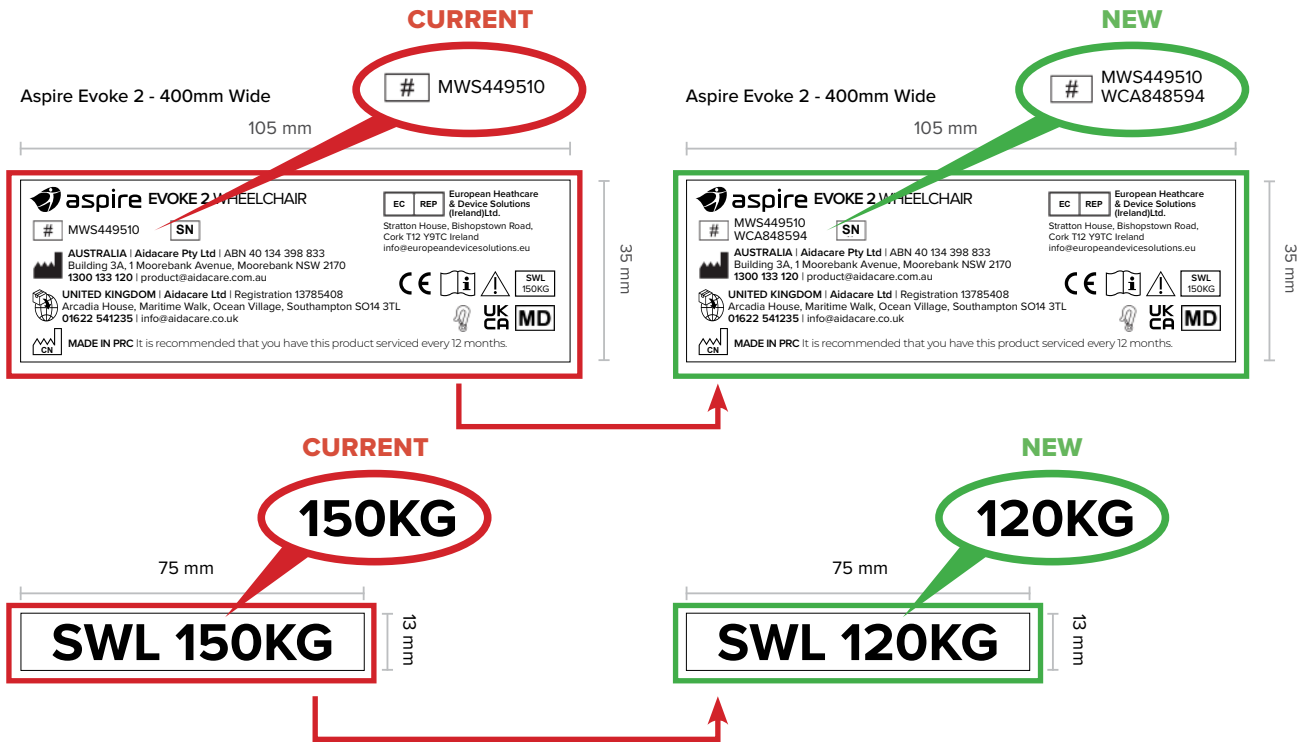 CURRENT
# MWS449510
Aspire Evoke 2 - 400mm Wide
105 mm
aspire EVOKE 2 WHEELCHAIR
# MWS449510 SN
AUSTRALIA | Aidacare Pty Ltd | ABN 40 134 398 833
Building 3A, 1 Moorebank Avenue, Moorebank NSW 2170
1300 133 120 | product@aidacare.com.au
UNITED KINGDOM | Aidacare Ltd | Registration 13785408
Arcadia House, Maritime Walk, Ocean Village, Southampton SO14 3TL
01622 541235 | info@aidacare.co.uk
CN
MADE IN PRC It is recommended that you have this product serviced every 12 months.
EC REP
European Heathcare
& Device Solutions
(Ireland)Ltd.
Stratton House, Bishopstown Road,
Cork T12 Y9TC Ireland
info@europeandevicesolutions.eu
CE i ! SWL
150KG
UK
CA MD
35 mm
NEW
# MWS449510
WCA848594
Aspire Evoke 2 - 400mm Wide
105 mm
aspire EVOKE 2 WHEELCHAIR
# MWS449510
WCA848594 SN
AUSTRALIA | Aidacare Pty Ltd | ABN 40 134 398 833
Building 3A, 1 Moorebank Avenue, Moorebank NSW 2170
1300 133 120 | product@aidacare.com.au
UNITED KINGDOM | Aidacare Ltd | Registration 13785408
Arcadia House, Maritime Walk, Ocean Village, Southampton SO14 3TL
01622 541235 | info@aidacare.co.uk
CN
MADE IN PRC It is recommended that you have this product serviced every 12 months.
EC REP
European Heathcare
& Device Solutions
(Ireland)Ltd.
Stratton House, Bishopstown Road,
Cork T12 Y9TC Ireland
info@europeandevicesolutions.eu
CE i ! SWL
150KG
UK
CA MD
35 mm
CURRENT
150KG
75 mm
SWL 150KG
13 mm
NEW
120KG
75 mm
SWL 120KG
13 mm